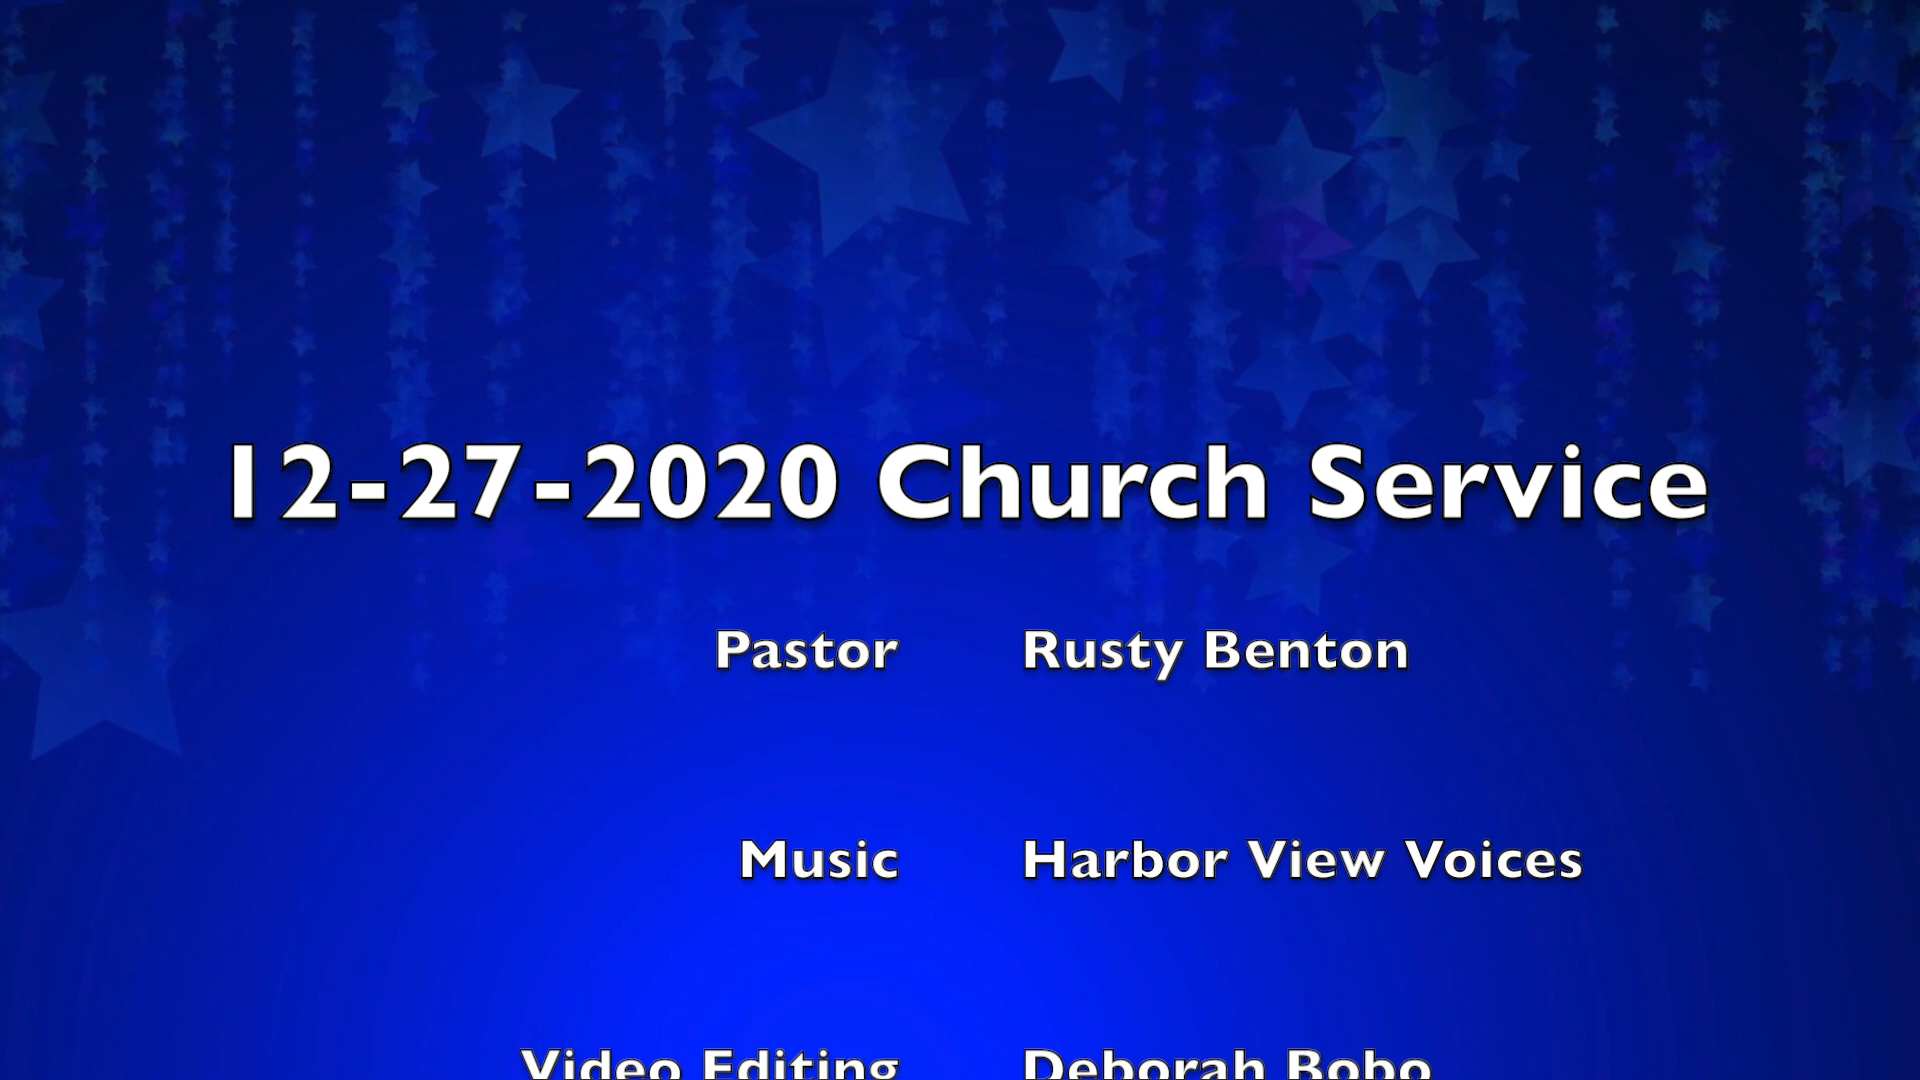 12-27-2020 Church Service
Pastor Rusty Benton
Music Harbor View Voices
Video Editing Deborah Bobo